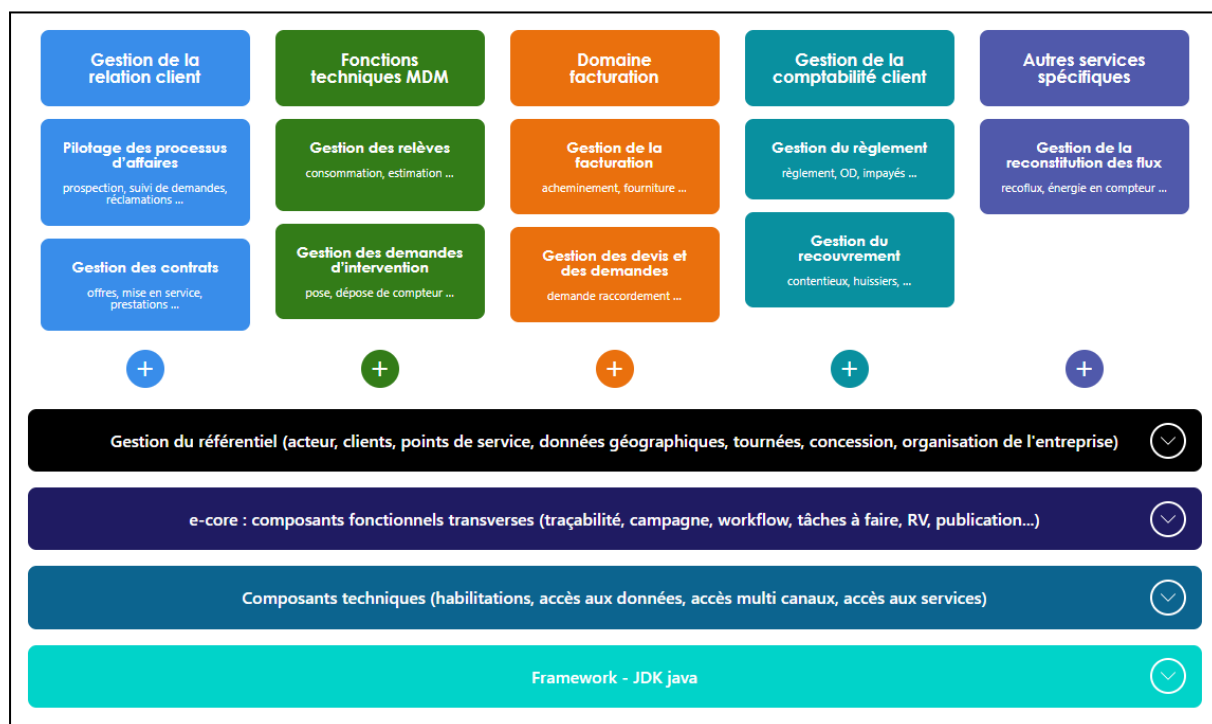 Gestion de la
relation client
Fonctions
techniques MDM
Domaine
facturation
Gestion de la
comptabilité client
Autres services
spécifiques
Pilotage des processus
d'affaires
prospection, suivi de demandes,
réclamations ...
Gestion des relèves
consommation, estimation ...
Gestion de la
facturation
acheminement, fourniture ...
Gestion du règlement
règlement, OD, impayés ...
Gestion de la
reconstitution des flux
recoflux, énergie en compteur ...
Gestion des contrats
offres, mise en service,
prestations ...
Gestion des demandes
d'intervention
pose, dépose de compteur ...
Gestion des devis et
des demandes
demande raccordement ...
Gestion du
recouvrement
contentieux, huissiers, ...
+ + + + +
Gestion du référentiel (acteur, clients, points de service, données géographiques, tournées, concession, organisation de l'entreprise)
e-core : composants fonctionnels transverses (traçabilité, campagne, workflow, tâches à faire, RV, publication...)
Composants techniques (habilitations, accès aux données, accès multi canaux, accès aux services)
Framework - JDK java